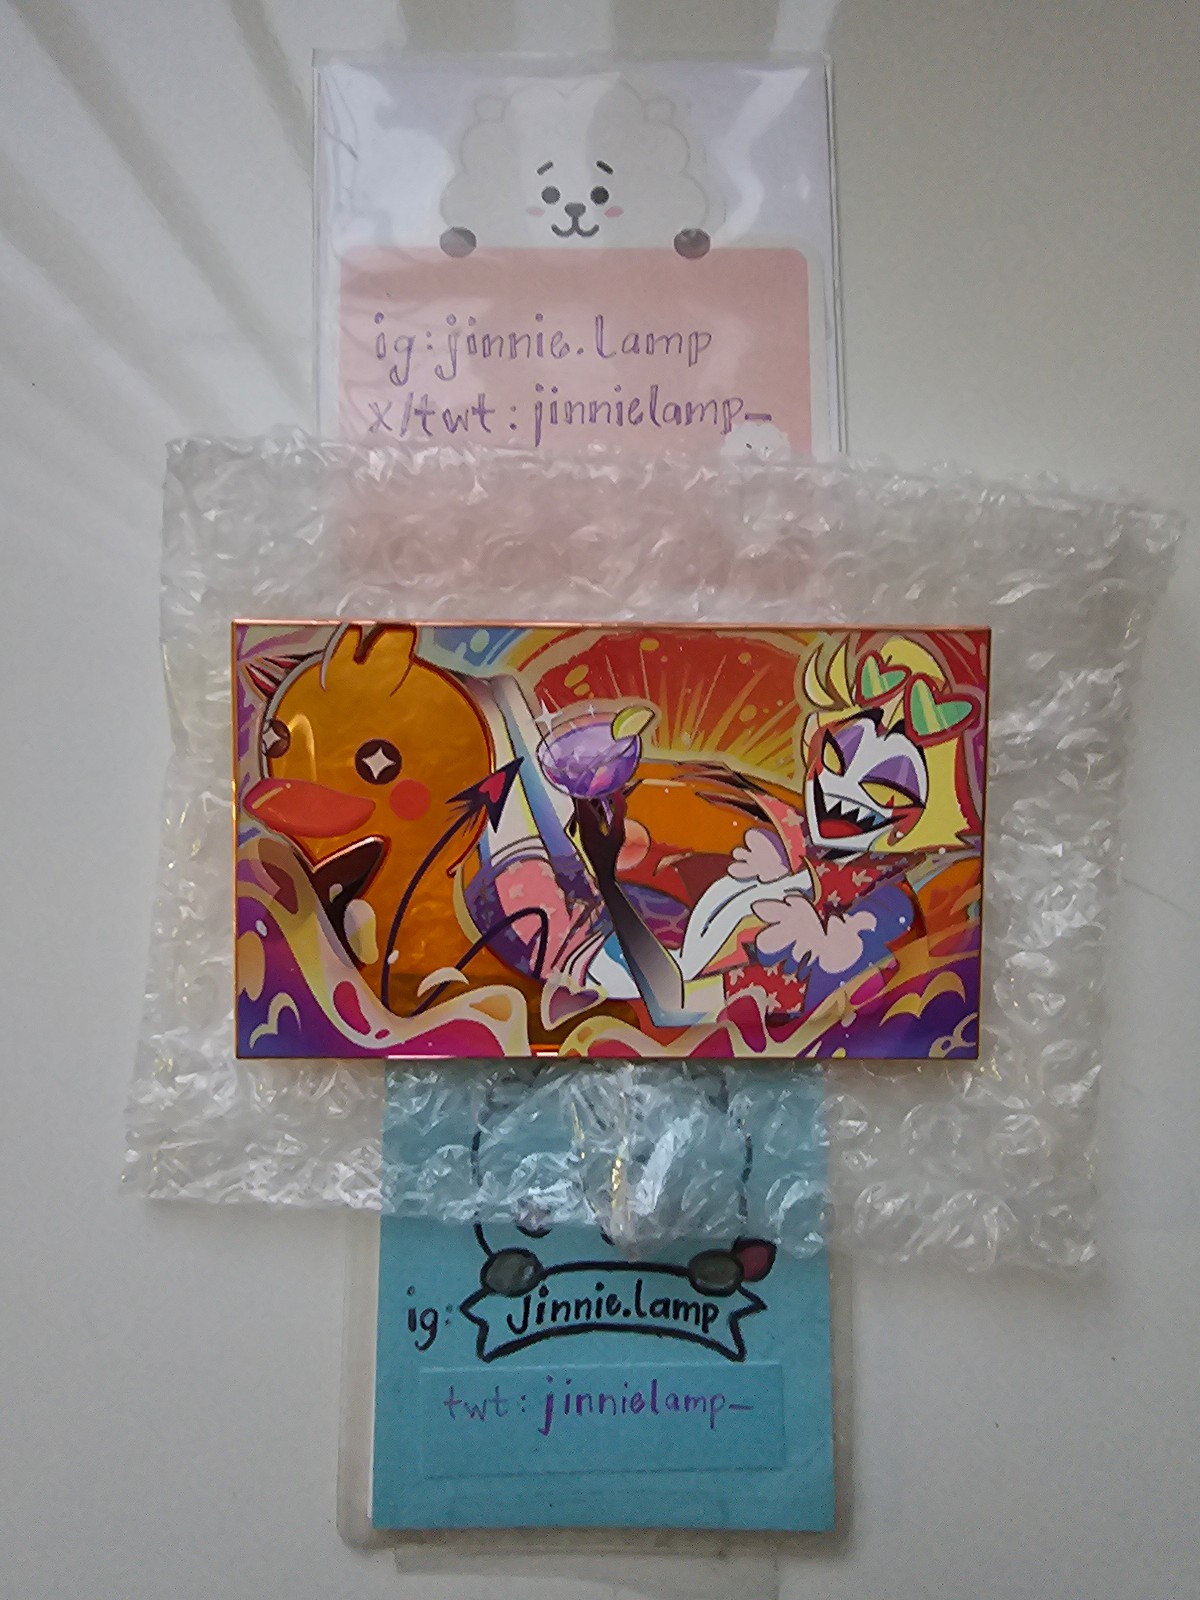 ig:jinnie.lamp
x/twt:jinnielamp_
ig:
Jinnie.lamp
twt:jinnielamp_